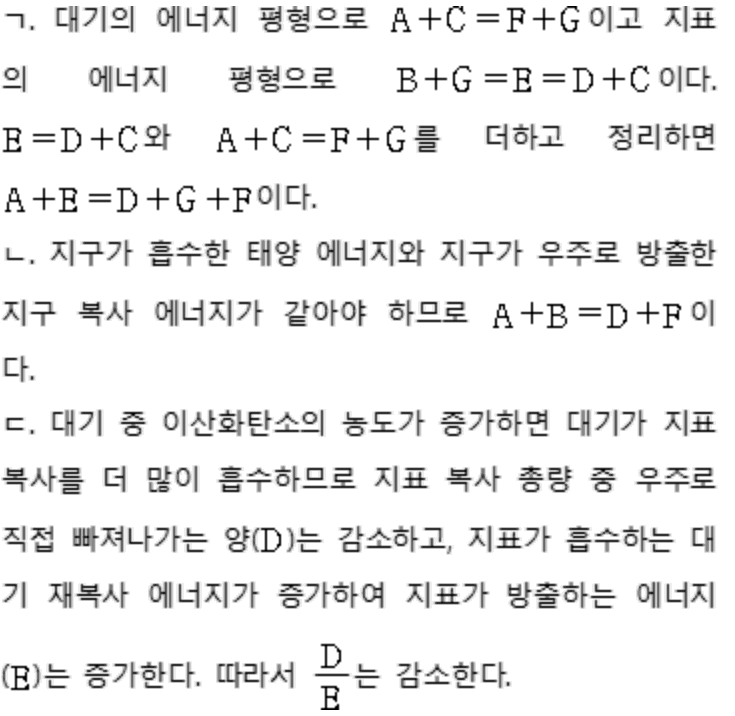 ㄱ. 대기의 에너지 평형으로 A+C=F+G이고 지표
의 에너지 평형으로 B+G=E=D+C이다.
E=D+C와 A+C=F+G를 더하고 정리하면
A+E=D+G+F이다.
ㄴ. 지구가 흡수한 태양 에너지와 지구가 우주로 방출한
지구 복사 에너지가 같아야 하므로 A+B=D+F이
다.
ㄷ. 대기 중 이산화탄소의 농도가 증가하면 대기가 지표
복사를 더 많이 흡수하므로 지표 복사 총량 중 우주로
직접 빠져나가는 양(D)는 감소하고, 지표가 흡수하는 대
기 재복사 에너지가 증가하여 지표가 방출하는 에너지
(E)는 증가한다. 따라서 D/E는 감소한다.